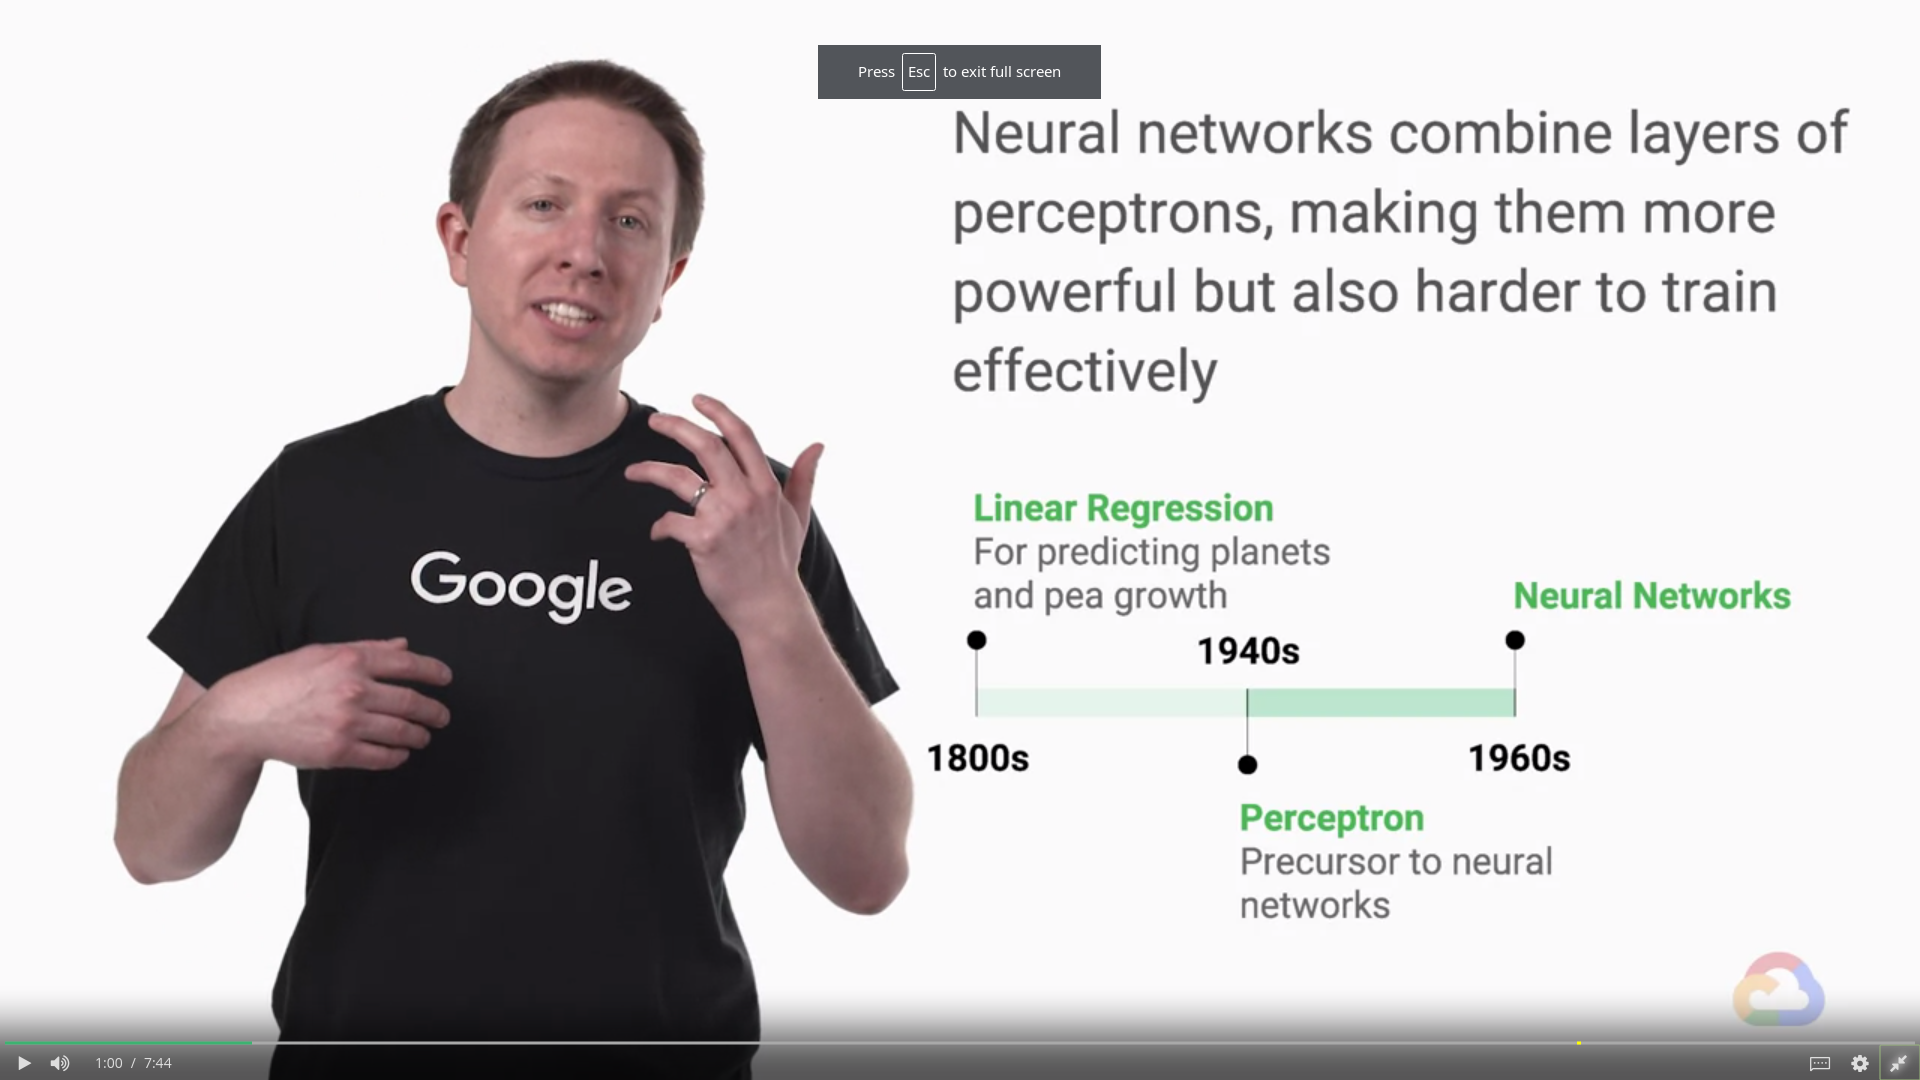 Press Esc to exit full screen
Neural networks combine layers of
perceptrons, making them more
powerful but also harder to train
effectively
Google
Linear Regression
For predicting planets
and pea growth
Neural Networks
1940s
1800s
1960s
Perceptron
Precursor to neural
networks
1:00 / 7:44